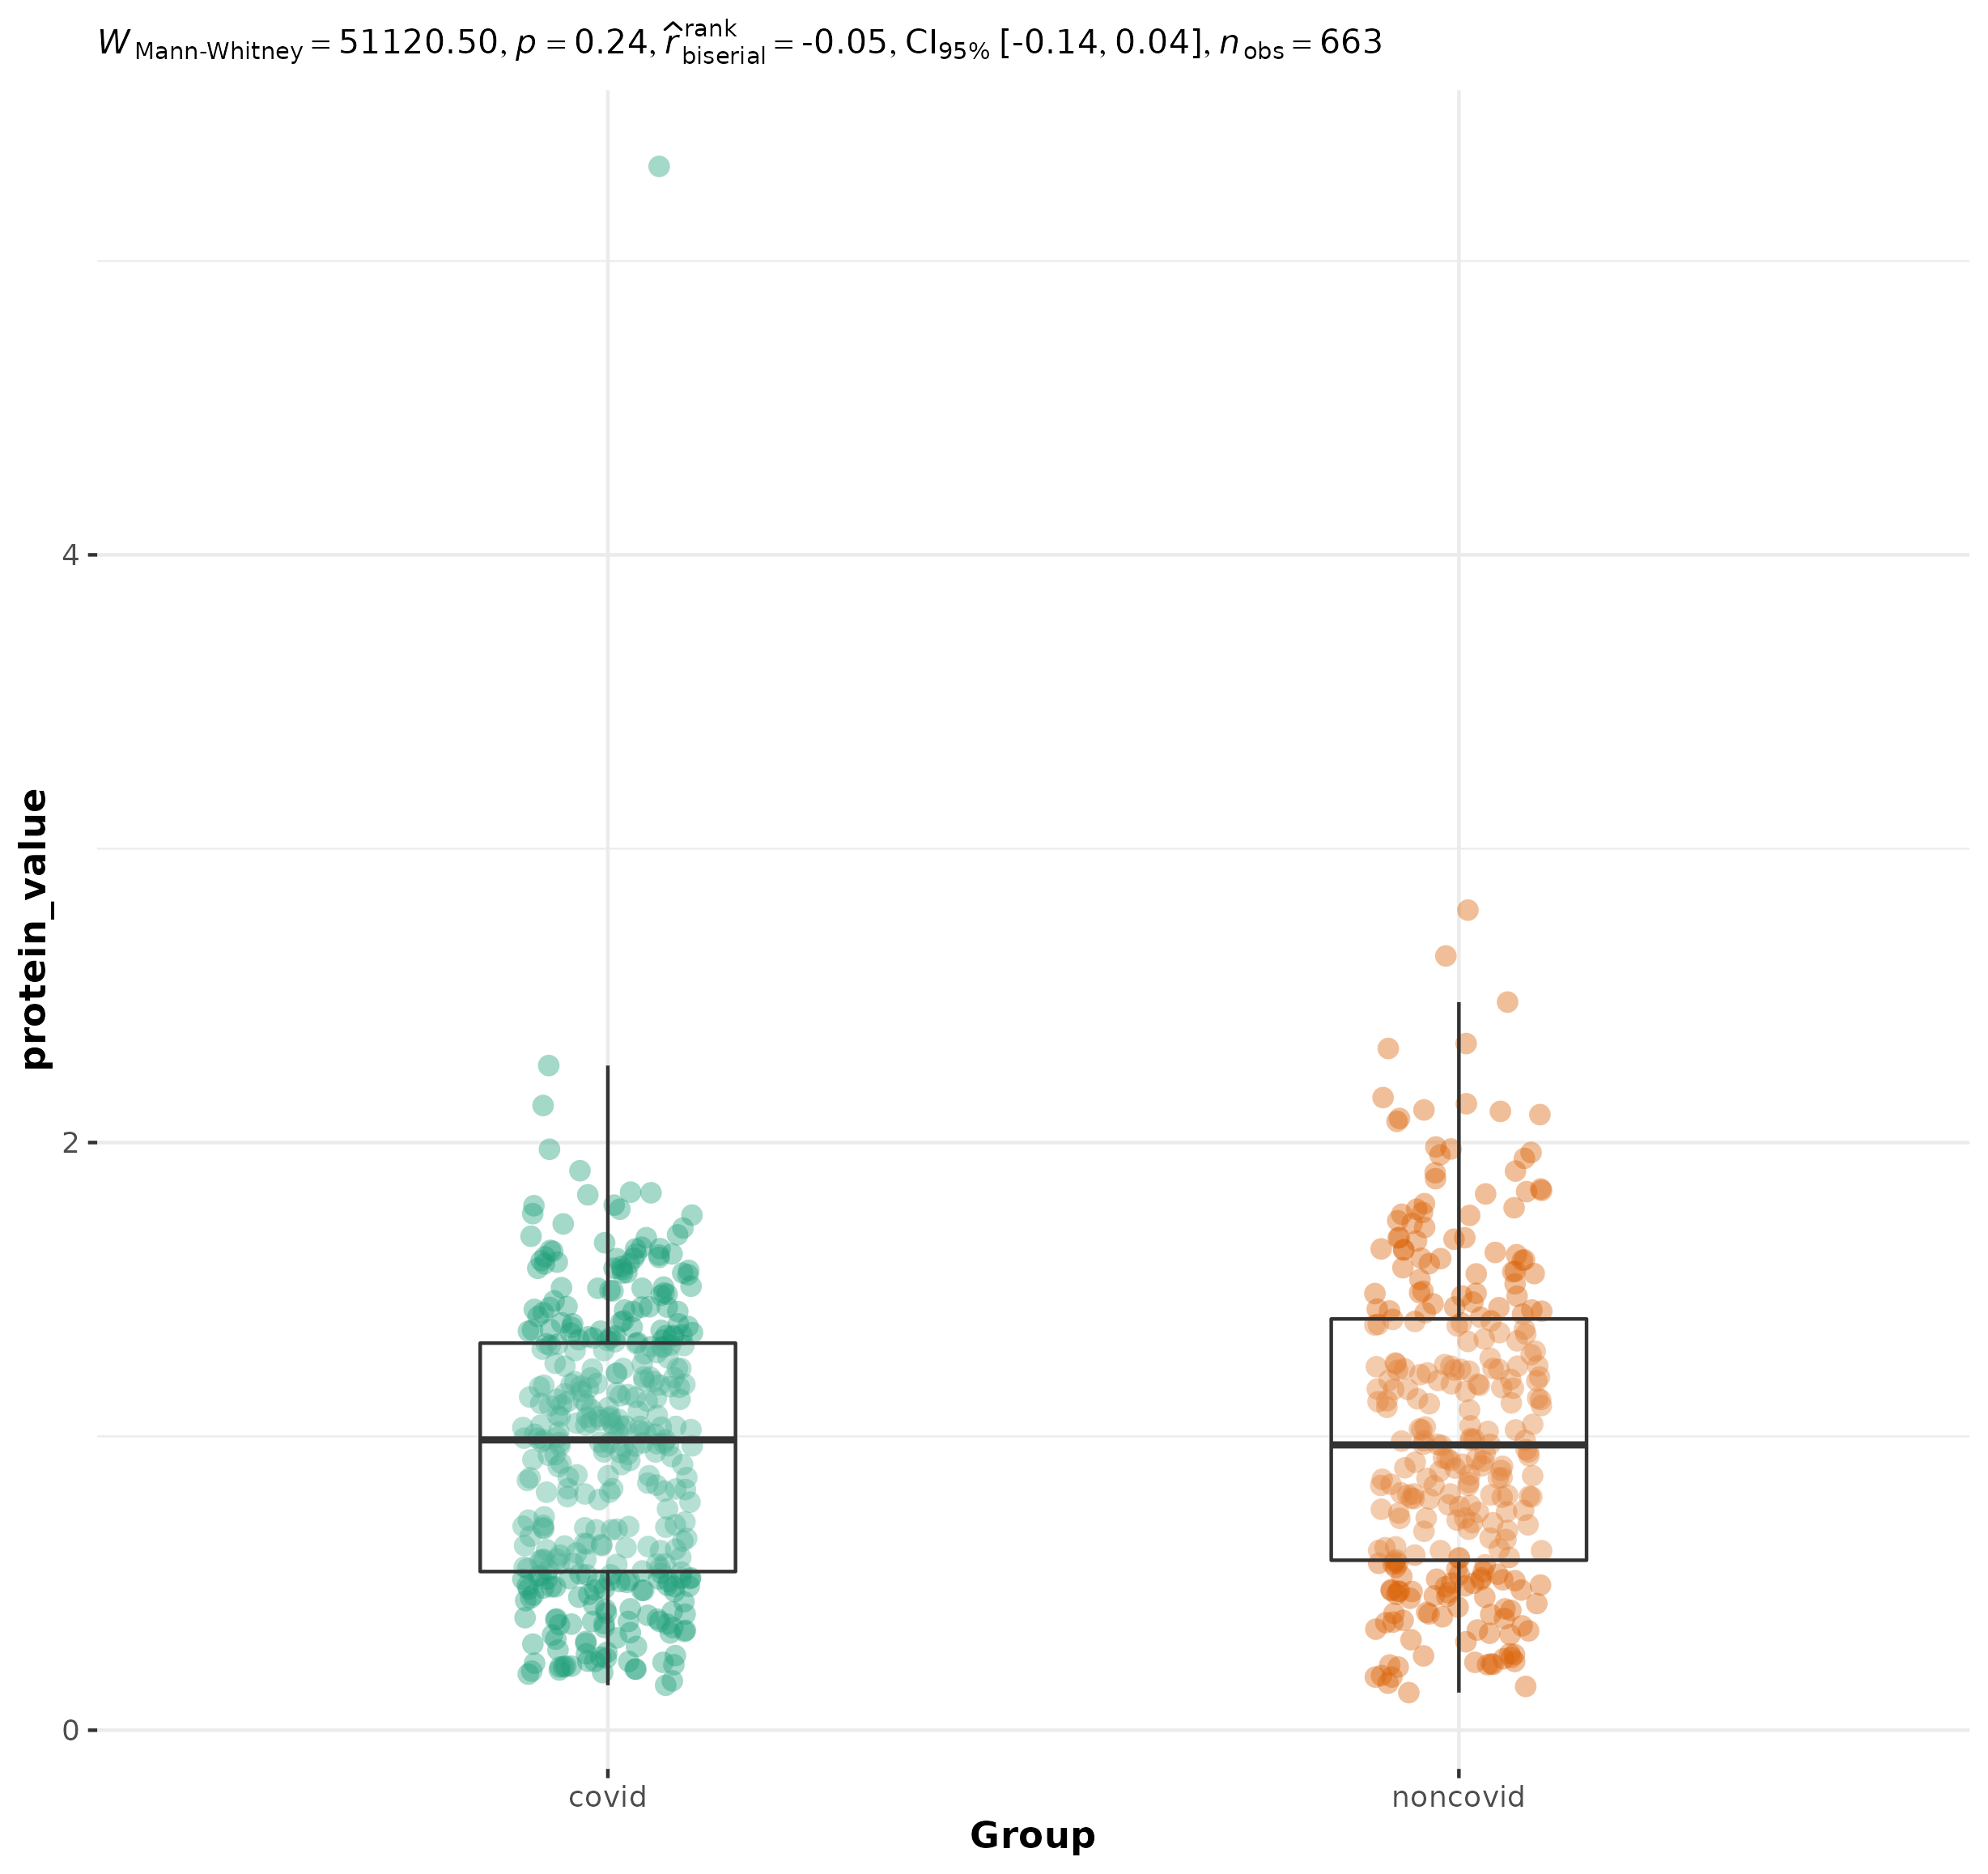 W Mann-Whitney = 51120.50, p = 0.24, r̂ rank biserial = -0.05, CI95% [-0.14, 0.04], n obs = 663
4
2
0
protein_value
covid noncovid
Group